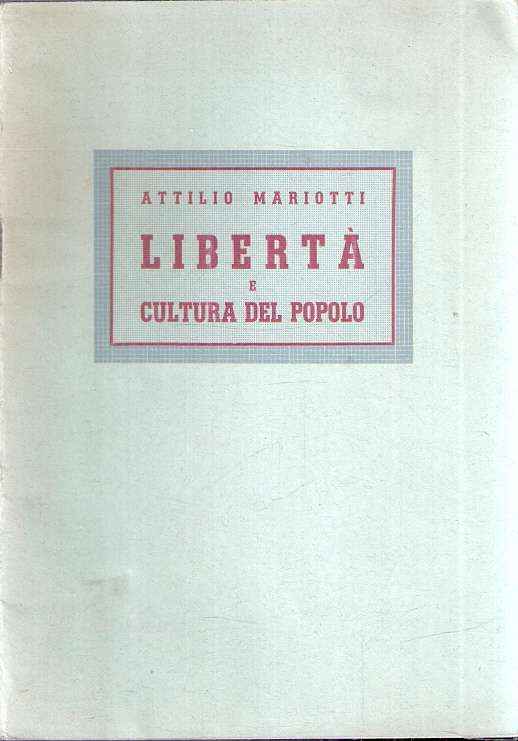 ATTILIO MARIOTTI
LIBERTÀ
E
CULTURA DEL POPOLO